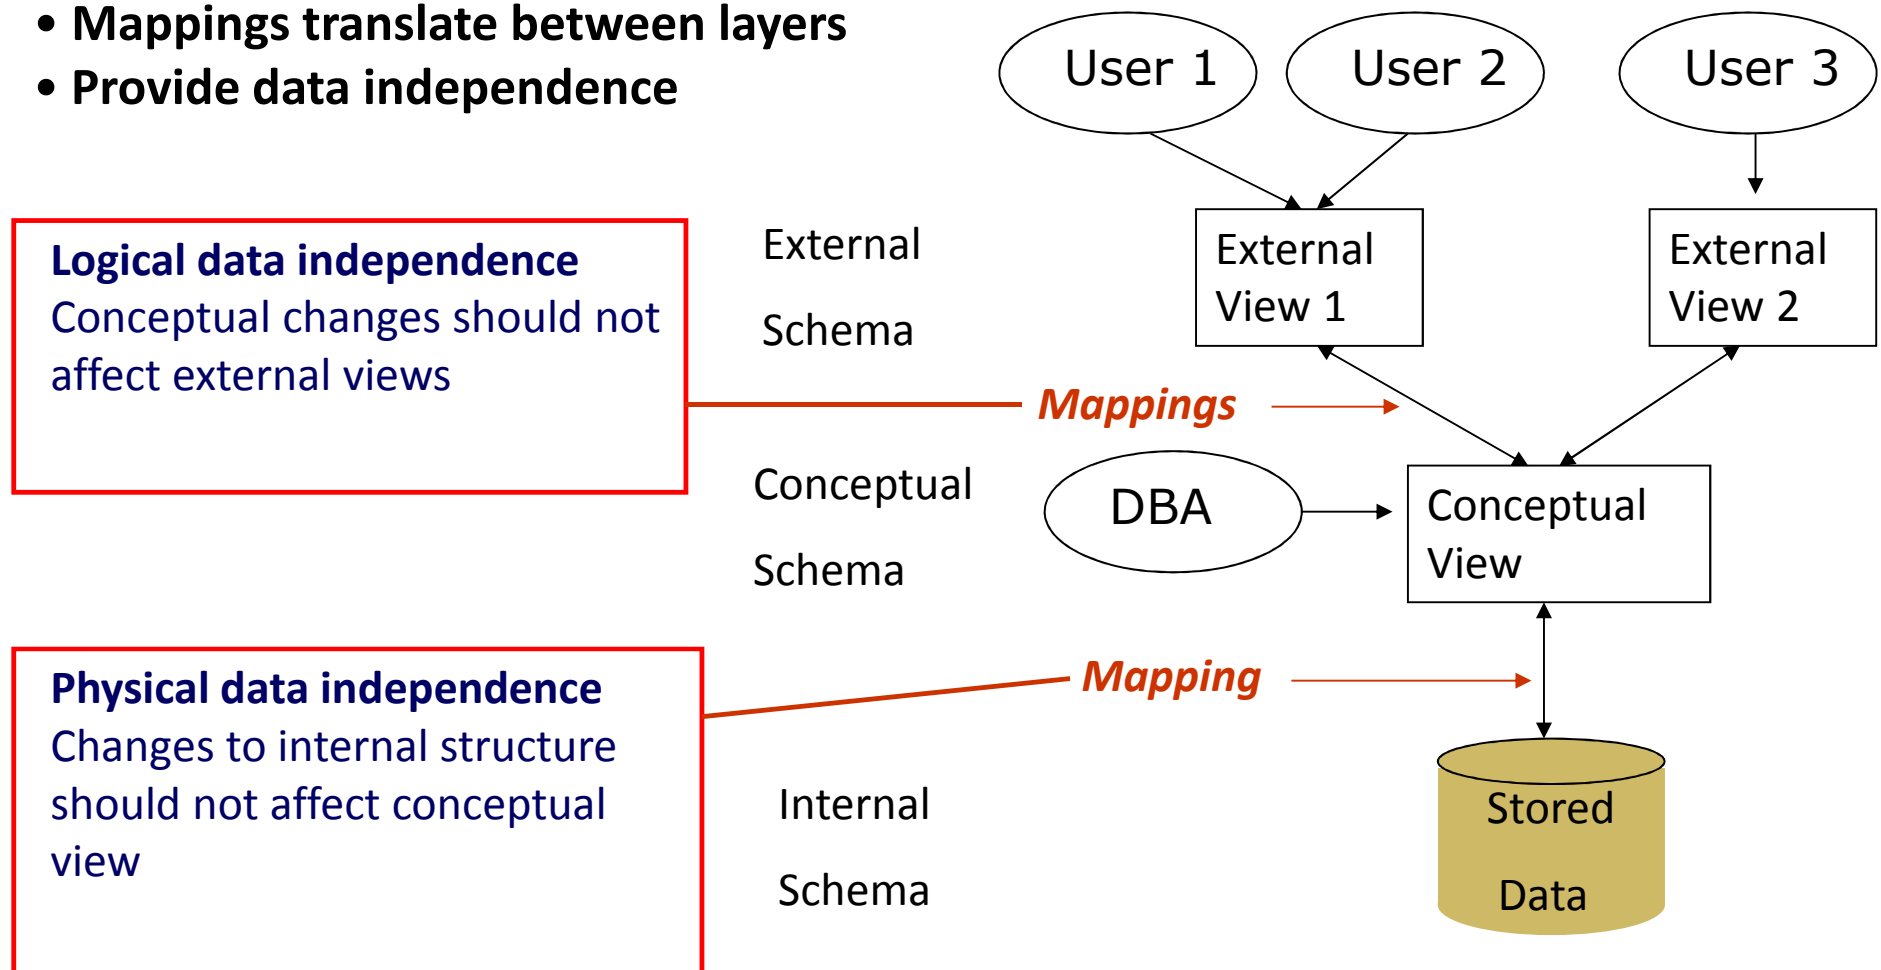 • Mappings translate between layers
• Provide data independence
User 1
User 2
User 3
Logical data independence
Conceptual changes should not
affect external views
External
Schema
External
View 1
External
View 2
Mappings
Conceptual
Schema
DBA
Conceptual
View
Physical data independence
Changes to internal structure
should not affect conceptual
view
Mapping
Internal
Schema
Stored
Data